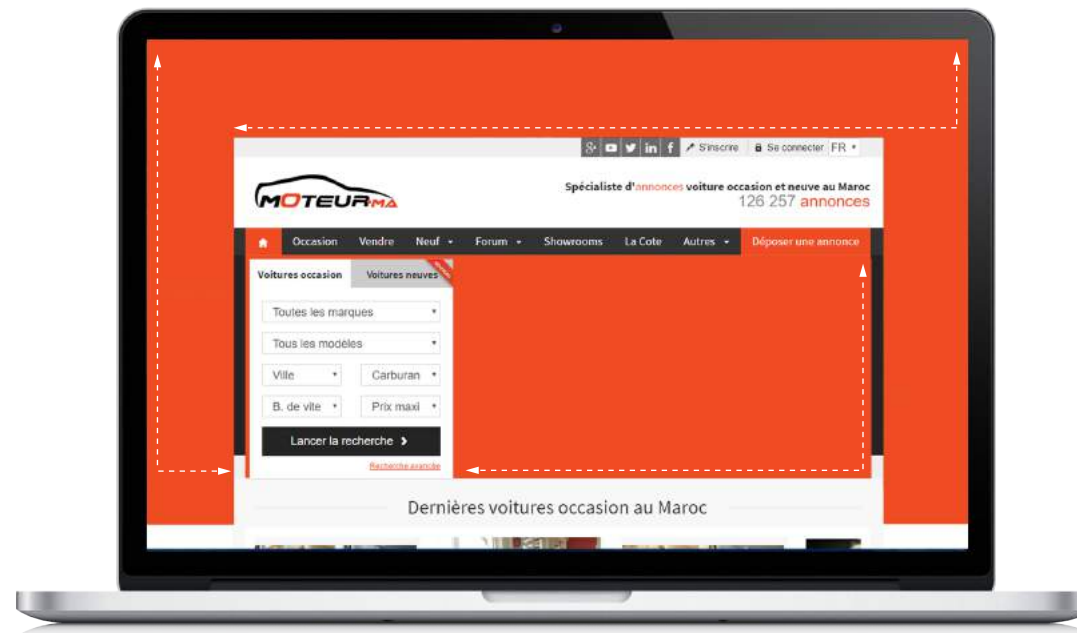 S'inscrire Se connecter FR
MOTEUR.MA
Spécialiste d'annonces voiture occasion et neuve au Maroc
126 257 annonces
Occasion Vendre Neuf Forum Showrooms La Cote Autres Déposer une annonce
Voitures occasion Voitures neuves
Toutes les marques
Tous les modèles
Ville Carburan
B. de vite Prix maxi
Lancer la recherche
Recherche avancée
Dernières voitures occasion au Maroc